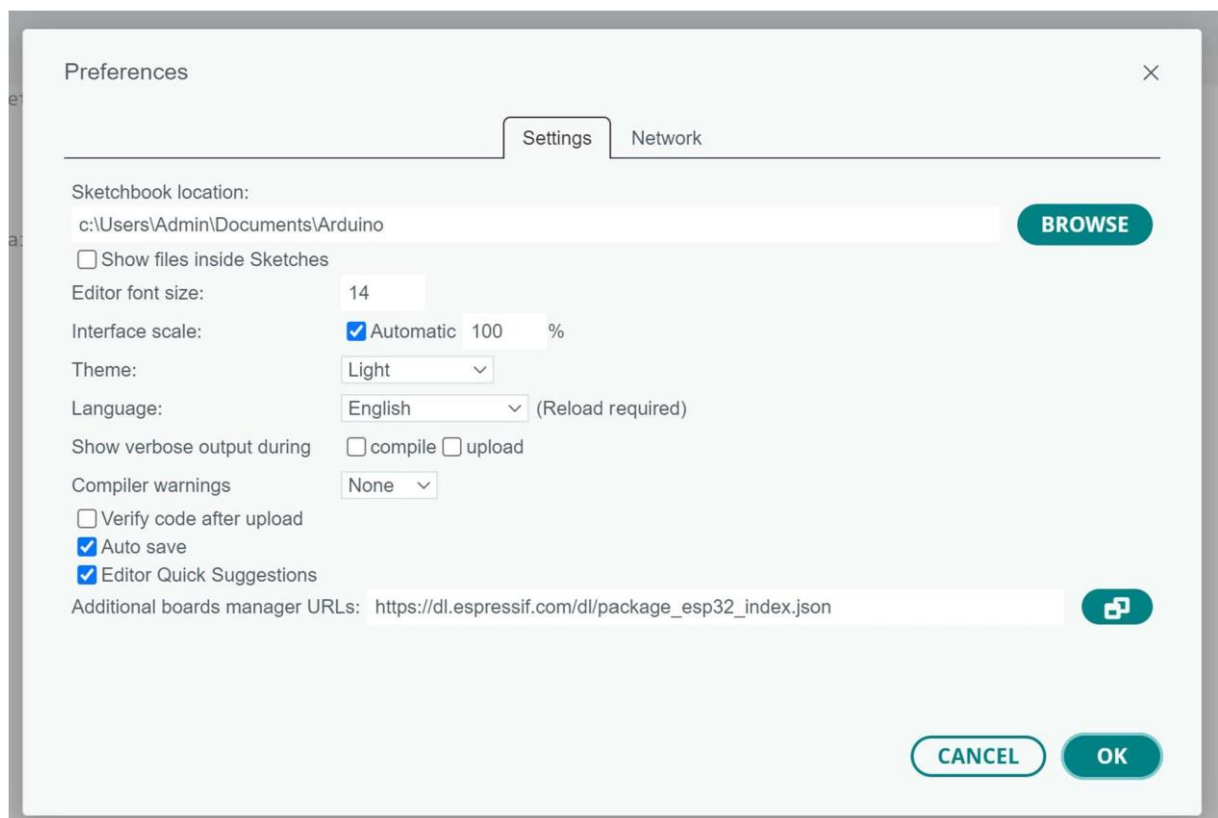 Preferences
Settings Network
Sketchbook location:
c:\Users\Admin\Documents\Arduino BROWSE
Show files inside Sketches
Editor font size: 14
Interface scale: Automatic 100 %
Theme: Light
Language: English (Reload required)
Show verbose output during compile upload
Compiler warnings None
Verify code after upload
Auto save
Editor Quick Suggestions
Additional boards manager URLs: https://dl.espressif.com/dl/package_esp32_index.json
CANCEL OK